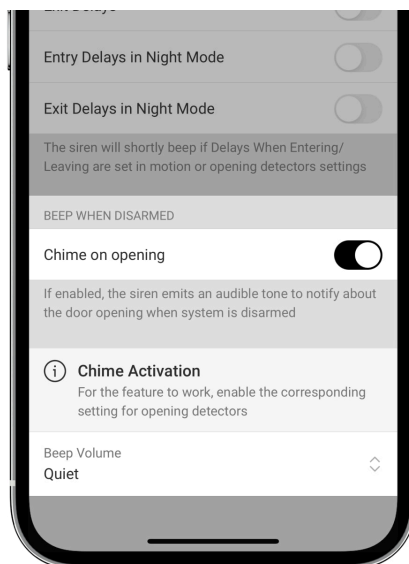 Entry Delays in Night Mode
Exit Delays in Night Mode
The siren will shortly beep if Delays When Entering/
Leaving are set in motion or opening detectors settings
BEEP WHEN DISARMED
Chime on opening
If enabled, the siren emits an audible tone to notify about
the door opening when system is disarmed
Chime Activation
For the feature to work, enable the corresponding
setting for opening detectors
Beep Volume
Quiet